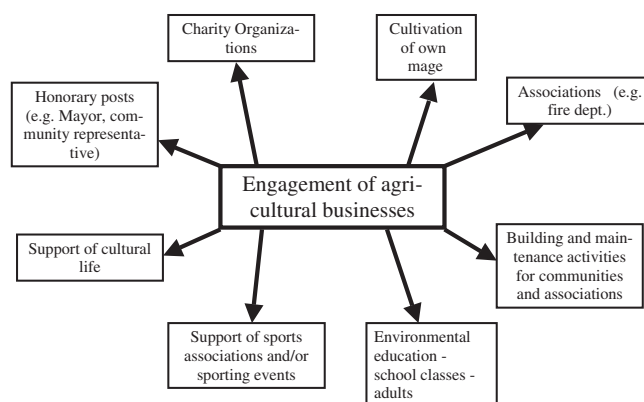 Charity Organiza-
tions
Cultivation
of own
mage
Honorary posts
(e.g. Mayor, com-
munity representa-
tive)
Associations (e.g.
fire dept.)
Engagement of agri-
cultural businesses
Support of cultural
life
Building and main-
tenance activities
for communities
and associations
Support of sports
associations and/or
sporting events
Environmental
education -
school classes -
adults